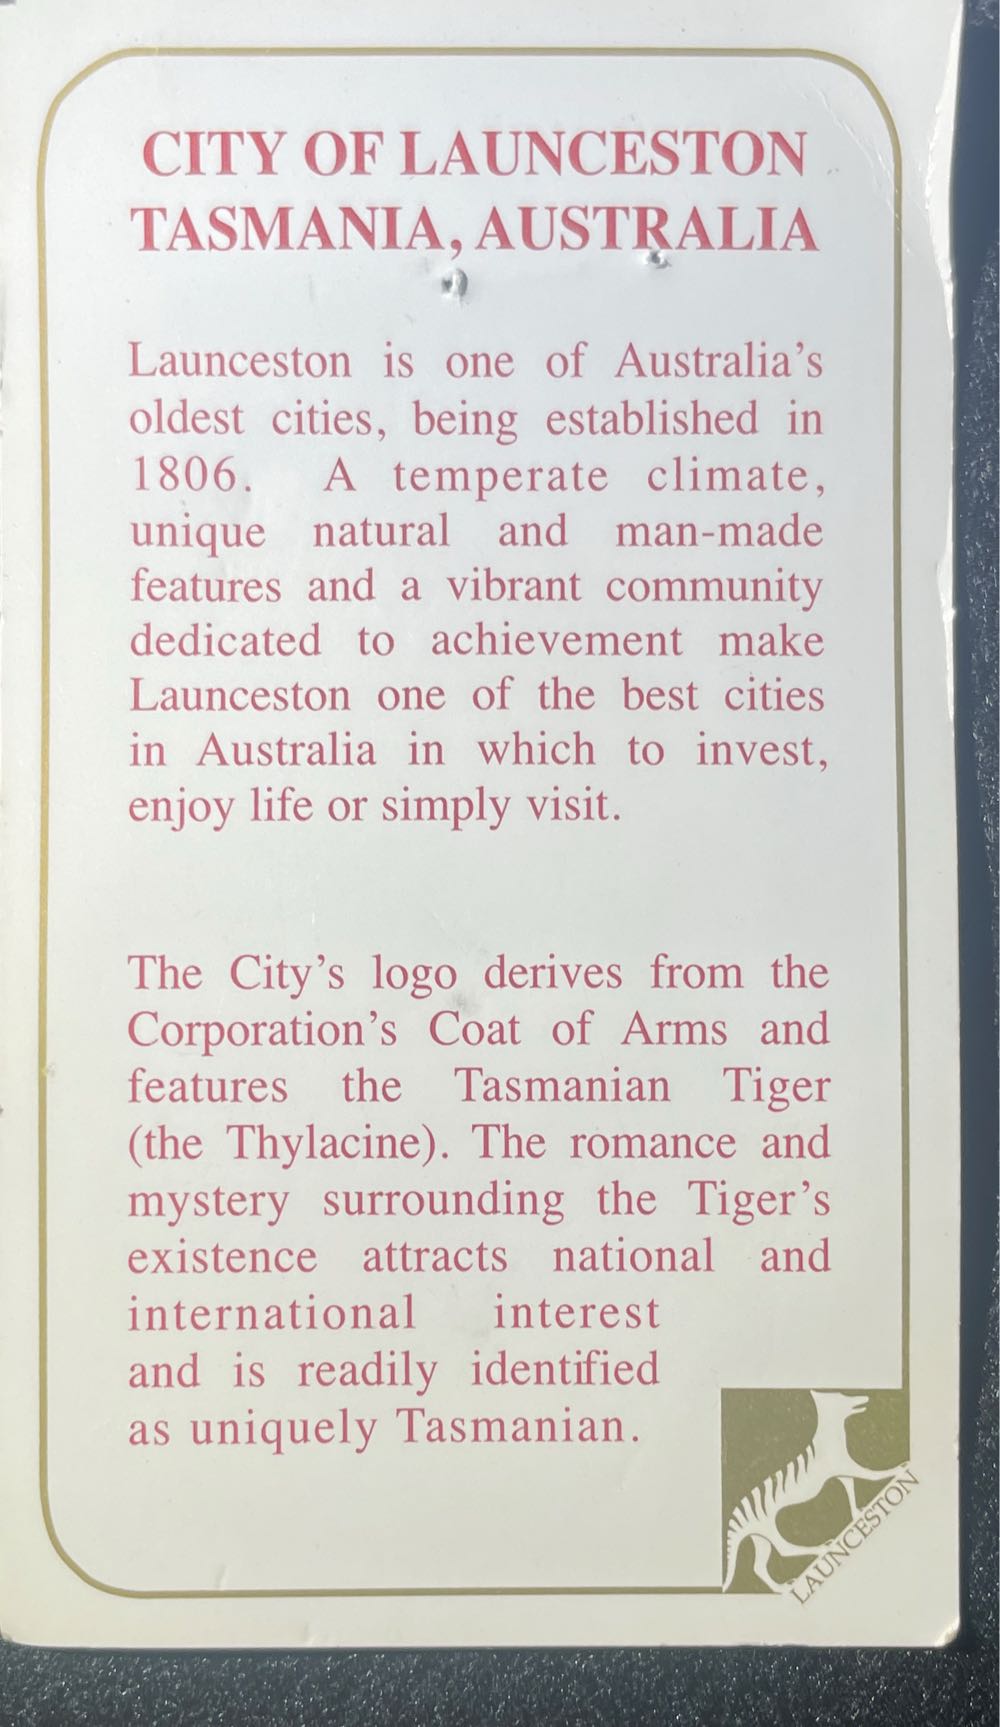 CITY OF LAUNCESTON
TASMANIA, AUSTRALIA
Launceston is one of Australia's
oldest cities, being established in
1806. A temperate climate,
unique natural and man-made
features and a vibrant community
dedicated to achievement make
Launceston one of the best cities
in Australia in which to invest,
enjoy life or simply visit.
The City's logo derives from the
Corporation's Coat of Arms and
features the Tasmanian Tiger
(the Thylacine). The romance and
mystery surrounding the Tiger's
existence attracts national and
international interest
and is readily identified
as uniquely Tasmanian.
LAUNCESTON